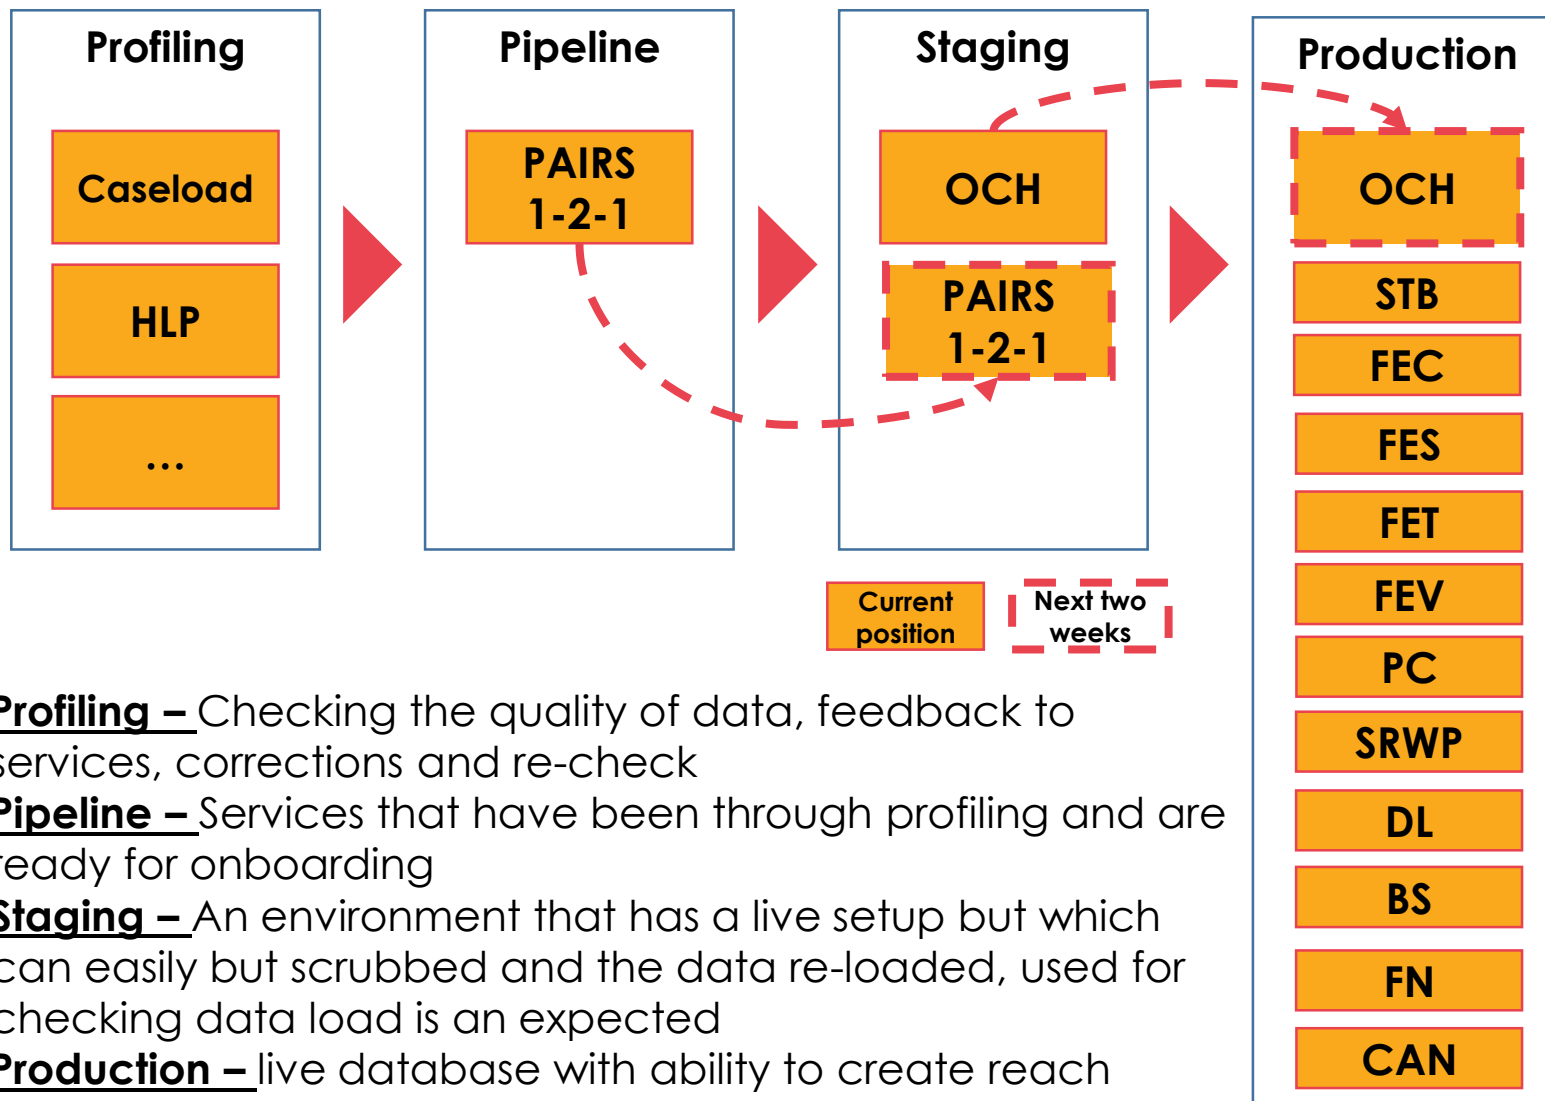 Profiling
Caseload
HLP
...
Pipeline
PAIRS
1-2-1
Staging
OCH
PAIRS
1-2-1
Production
OCH
STB
FEC
FES
FET
FEV
PC
SRWP
DL
BS
FN
CAN
Current
position
Next two
weeks
Profiling – Checking the quality of data, feedback to
services, corrections and re-check
Pipeline – Services that have been through profiling and are
ready for onboarding
Staging – An environment that has a live setup but which
can easily but scrubbed and the data re-loaded, used for
checking data load is an expected
Production – live database with ability to create reach